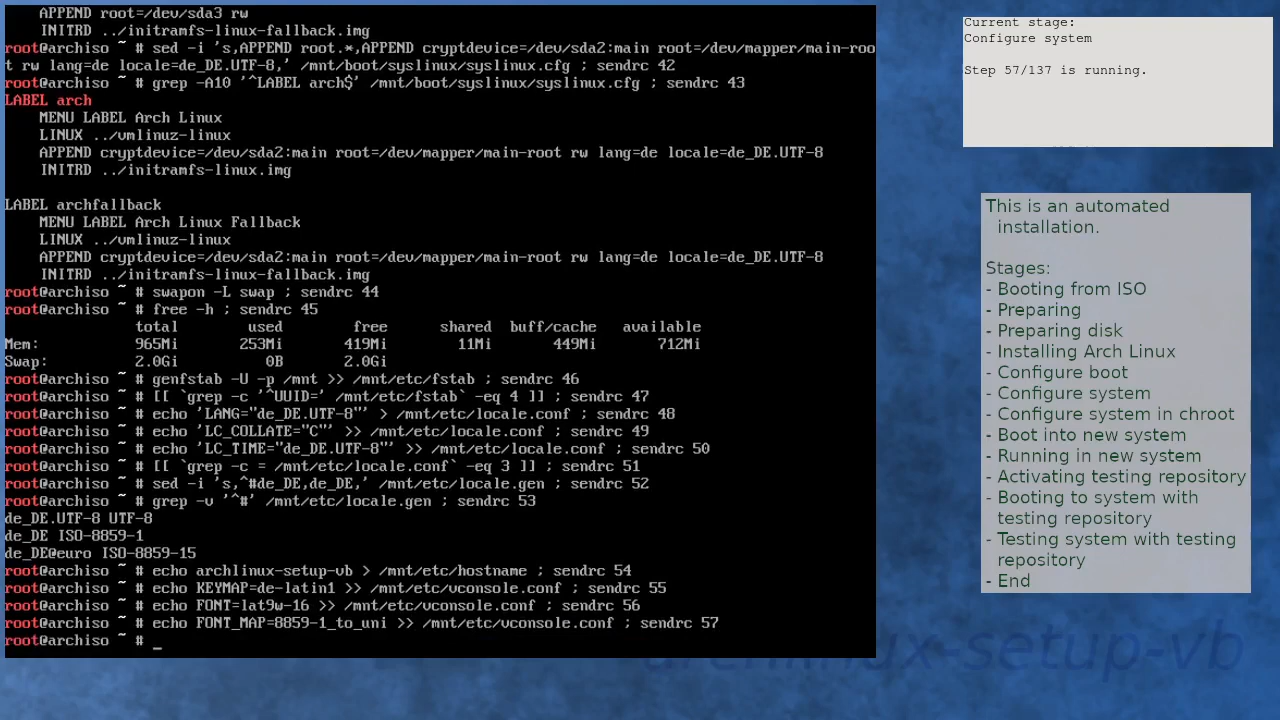 APPEND root=/dev/sda3 rw
INITRD ../initramfs-linux-fallback.img
root@archiso ~ # sed -i 's,APPEND root.*,APPEND cryptdevice=/dev/sda2:main root=/dev/mapper/main-roo
t rw lang=de locale=de_DE.UTF-8,' /mnt/boot/syslinux/syslinux.cfg ; sendrc 42
root@archiso ~ # grep -A10 '^LABEL arch$' /mnt/boot/syslinux/syslinux.cfg ; sendrc 43
LABEL arch
MENU LABEL Arch Linux
LINUX ../vmlinuz-linux
APPEND cryptdevice=/dev/sda2:main root=/dev/mapper/main-root rw lang=de locale=de_DE.UTF-8
INITRD ../initramfs-linux.img
LABEL archfallback
MENU LABEL Arch Linux Fallback
LINUX ../vmlinuz-linux
APPEND cryptdevice=/dev/sda2:main root=/dev/mapper/main-root rw lang=de locale=de_DE.UTF-8
INITRD ../initramfs-linux-fallback.img
root@archiso ~ # swapon -L swap ; sendrc 44
root@archiso ~ # free -h ; sendrc 45
total used free shared buff/cache available
Mem: 965Mi 253Mi 419Mi 11Mi 449Mi 712Mi
Swap: 2.0Gi 0B 2.0Gi
root@archiso ~ # genfstab -U -p /mnt >> /mnt/etc/fstab ; sendrc 46
root@archiso ~ # [[ `grep -c '^UUID=' /mnt/etc/fstab` -eq 4 ]] ; sendrc 47
root@archiso ~ # echo 'LANG="de_DE.UTF-8"' > /mnt/etc/locale.conf ; sendrc 48
root@archiso ~ # echo 'LC_COLLATE="C"' >> /mnt/etc/locale.conf ; sendrc 49
root@archiso ~ # echo 'LC_TIME="de_DE.UTF-8"' >> /mnt/etc/locale.conf ; sendrc 50
root@archiso ~ # [[ `grep -c = /mnt/etc/locale.conf` -eq 3 ]] ; sendrc 51
root@archiso ~ # sed -i 's,^#de_DE,de_DE,' /mnt/etc/locale.gen ; sendrc 52
root@archiso ~ # grep -v '^#' /mnt/etc/locale.gen ; sendrc 53
de_DE.UTF-8 UTF-8
de_DE ISO-8859-1
de_DE@euro ISO-8859-15
root@archiso ~ # echo archlinux-setup-vb > /mnt/etc/hostname ; sendrc 54
root@archiso ~ # echo KEYMAP=de-latin1 >> /mnt/etc/vconsole.conf ; sendrc 55
root@archiso ~ # echo FONT=lat9w-16 >> /mnt/etc/vconsole.conf ; sendrc 56
root@archiso ~ # echo FONT_MAP=8859-1_to_uni >> /mnt/etc/vconsole.conf ; sendrc 57
root@archiso ~ # _
Current stage:
Configure system
Step 57/137 is running.
This is an automated
installation.
Stages:
- Booting from ISO
- Preparing
- Preparing disk
- Installing Arch Linux
- Configure boot
- Configure system
- Configure system in chroot
- Boot into new system
- Running in new system
- Activating testing repository
- Booting to system with
testing repository
- Testing system with testing
repository
- End
archlinux-setup-vb